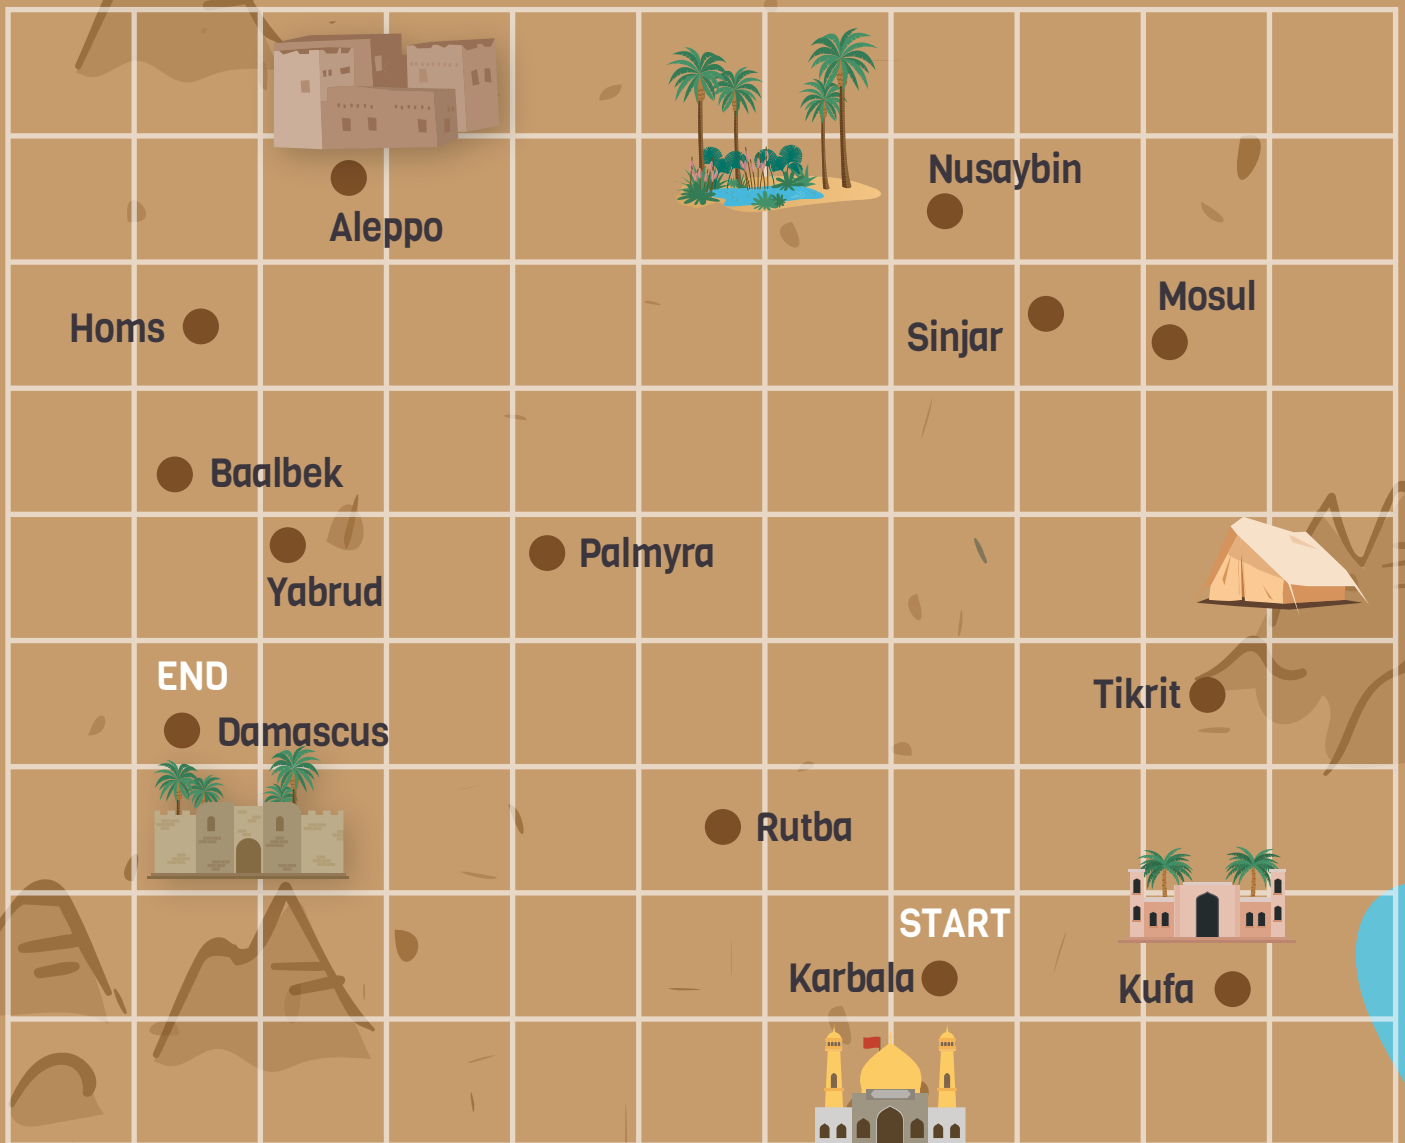 Nusaybin
Aleppo
Mosul
Homs
Sinjar
Baalbek
Palmyra
Yabrud
END
Tikrit
Damascus
Rutba
START
Karbala
Kufa